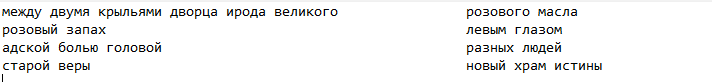 между двумя крыльями дворца ирода великого розового масла
розовый запах левым глазом
адской болью головой разных людей
старой веры новый храм истины